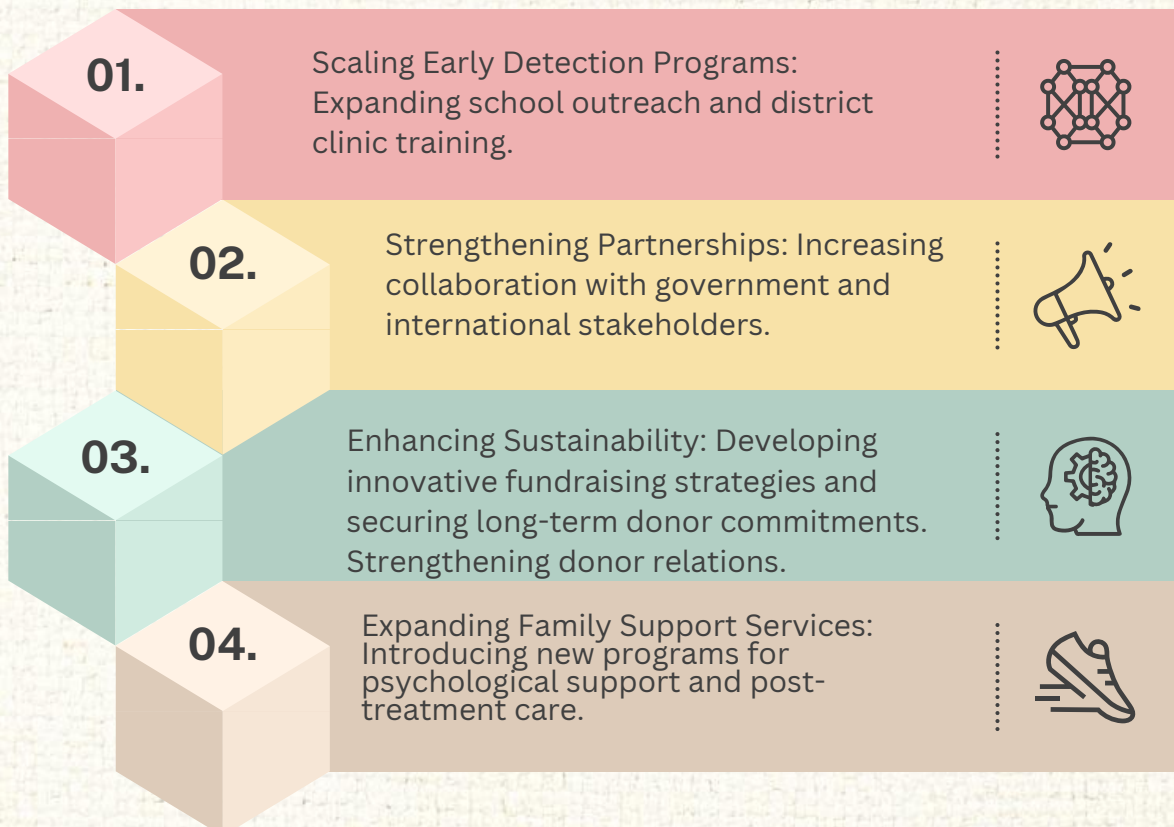 01.
Scaling Early Detection Programs:
Expanding school outreach and district
clinic training.
02.
Strengthening Partnerships: Increasing
collaboration with government and
international stakeholders.
03.
Enhancing Sustainability: Developing
innovative fundraising strategies and
securing long-term donor commitments.
Strengthening donor relations.
04.
Expanding Family Support Services:
Introducing new programs for
psychological support and post-
treatment care.